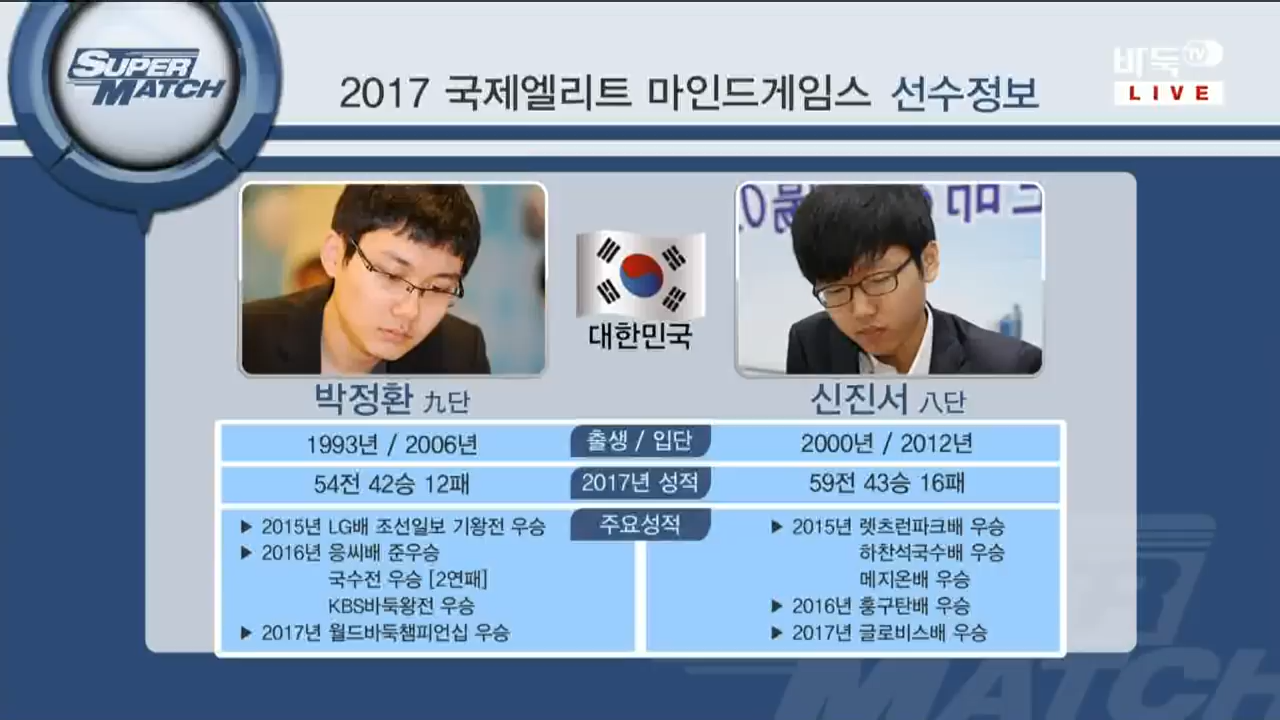 SUPER
MATCH
2017 국제엘리트 마인드게임스 선수정보
바둑TV
LIVE
대한민국
박정환 九단
신진서 八단
1993년 / 2006년
출생 / 입단
2000년 / 2012년
54전 42승 12패
2017년 성적
59전 43승 16패
주요성적
▶ 2015년 LG배 조선일보 기왕전 우승
▶ 2016년 응씨배 준우승
국수전 우승 [2연패]
KBS바둑왕전 우승
▶ 2017년 월드바둑챔피언십 우승
▶ 2015년 렛츠런파크배 우승
하찬석국수배 우승
메지온배 우승
▶ 2016년 홍구탄배 우승
▶ 2017년 글로비스배 우승
MATCH